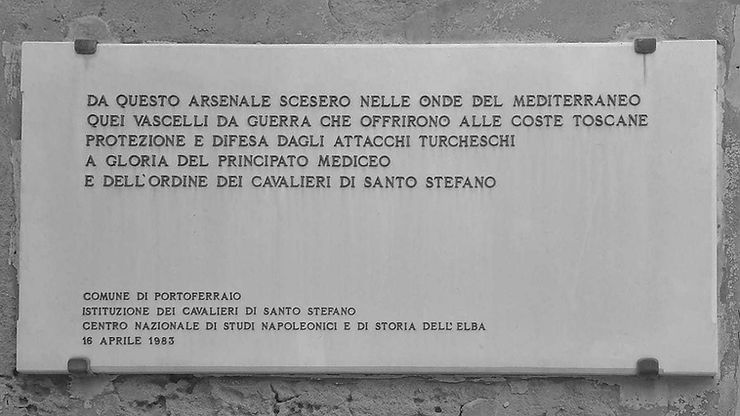 DA QUESTO ARSENALE SCESERO NELLE ONDE DEL MEDITERRANEO
QUEI VASCELLI DA GUERRA CHE OFFRIRONO ALLE COSTE TOSCANE
PROTEZIONE E DIFESA DAGLI ATTACCHI TURCHESCHI
A GLORIA DEL PRINCIPATO MEDICEO
E DELL'ORDINE DEI CAVALIERI DI SANTO STEFANO
COMUNE DI PORTOFERRAIO
ISTITUZIONE DEI CAVALIERI DI SANTO STEFANO
CENTRO NAZIONALE DI STUDI NAPOLEONICI E DI STORIA DELL'ELBA
16 APRILE 1983